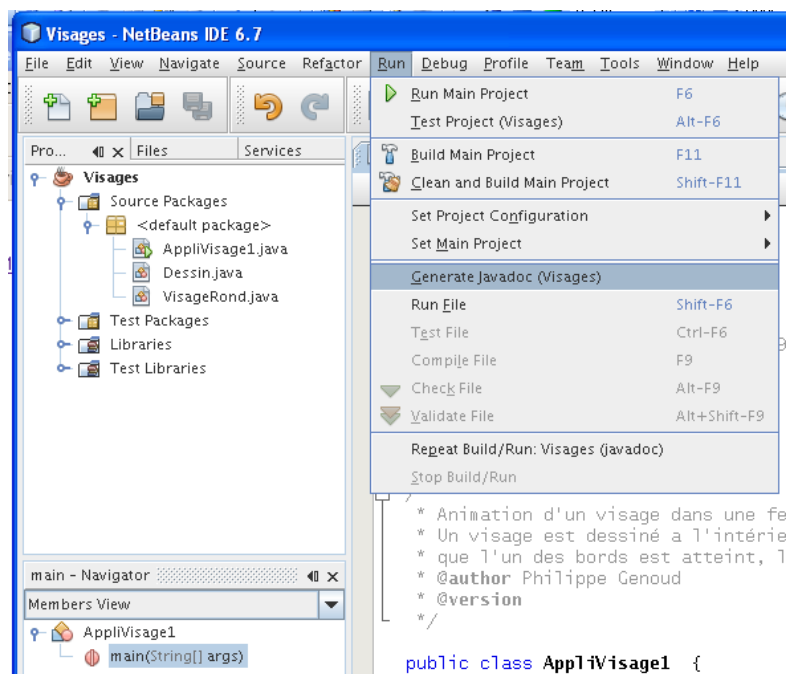 Visages - NetBeans IDE 6.7
File Edit View Navigate Source Refactor Run Debug Profile Team Tools Window Help
Pro... Files Services
Visages
Source Packages
<default package>
AppliVisage1.java
Dessin.java
VisageRond.java
Test Packages
Libraries
Test Libraries
Run Main Project F6
Test Project (Visages) Alt-F6
Build Main Project F11
Clean and Build Main Project Shift-F11
Set Project Configuration
Set Main Project
Generate Javadoc (Visages)
Run File Shift-F6
Test File Ctrl-F6
Compile File F9
Check File Alt-F9
Validate File Alt+Shift-F9
Repeat Build/Run: Visages (javadoc)
Stop Build/Run
main - Navigator
Members View
AppliVisage1
main(String[] args)
* Animation d'un visage dans une fe
* Un visage est dessiné a l'intérie
* que l'un des bords est atteint, l
* @author Philippe Genoud
* @version
*/
public class AppliVisage1 {